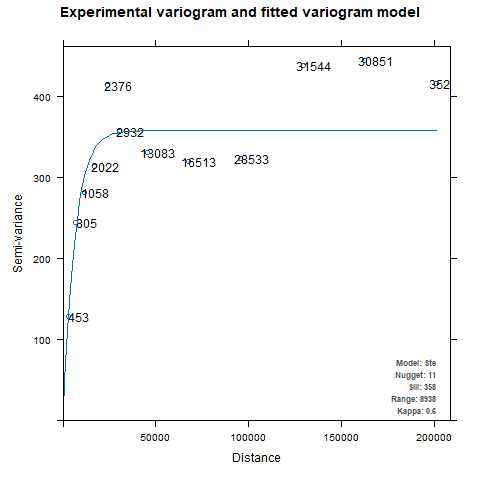 Experimental variogram and fitted variogram model
31544
30851
352
2376
2932
13083
16513
28533
2022
1058
805
453
400
300
200
100
Semi-variance
50000
100000
150000
200000
Distance
Model: Ste
Nugget: 11
Sill: 358
Range: 8938
Kappa: 0.6